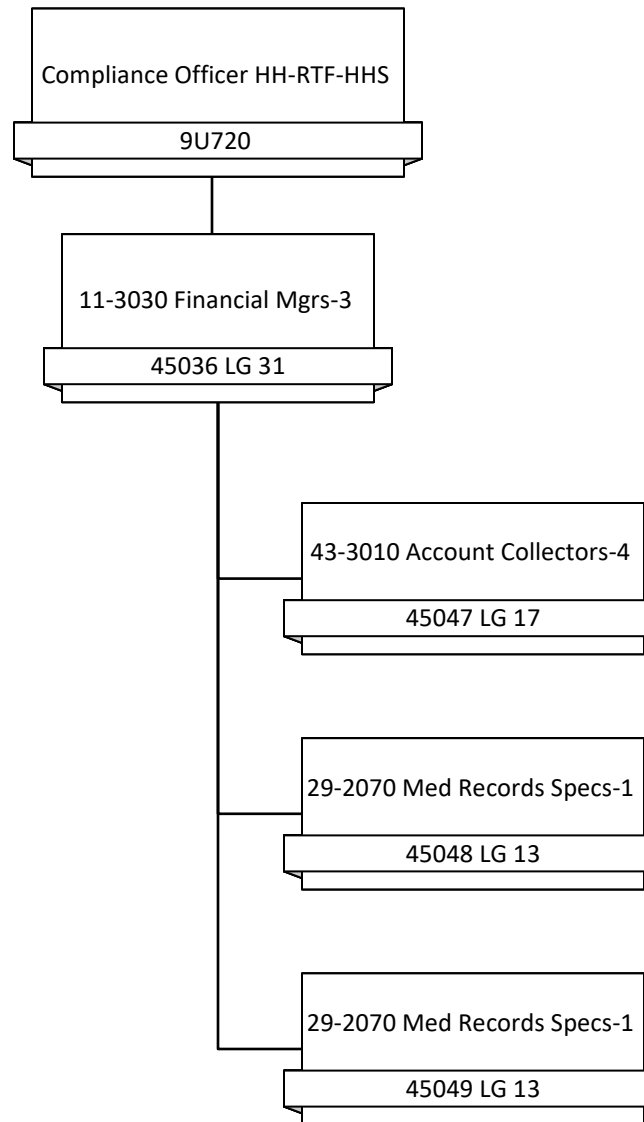 Compliance Officer HH-RTF-HHS
9U720
11-3030 Financial Mgrs-3
45036 LG 31
43-3010 Account Collectors-4
45047 LG 17
29-2070 Med Records Specs-1
45048 LG 13
29-2070 Med Records Specs-1
45049 LG 13